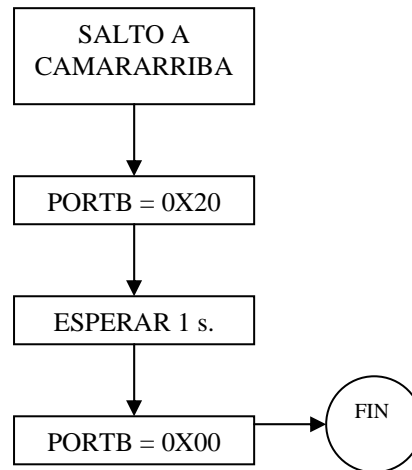 SALTO A
CAMARARRIBA
PORTB = 0X20
ESPERAR 1 s.
PORTB = 0X00
FIN